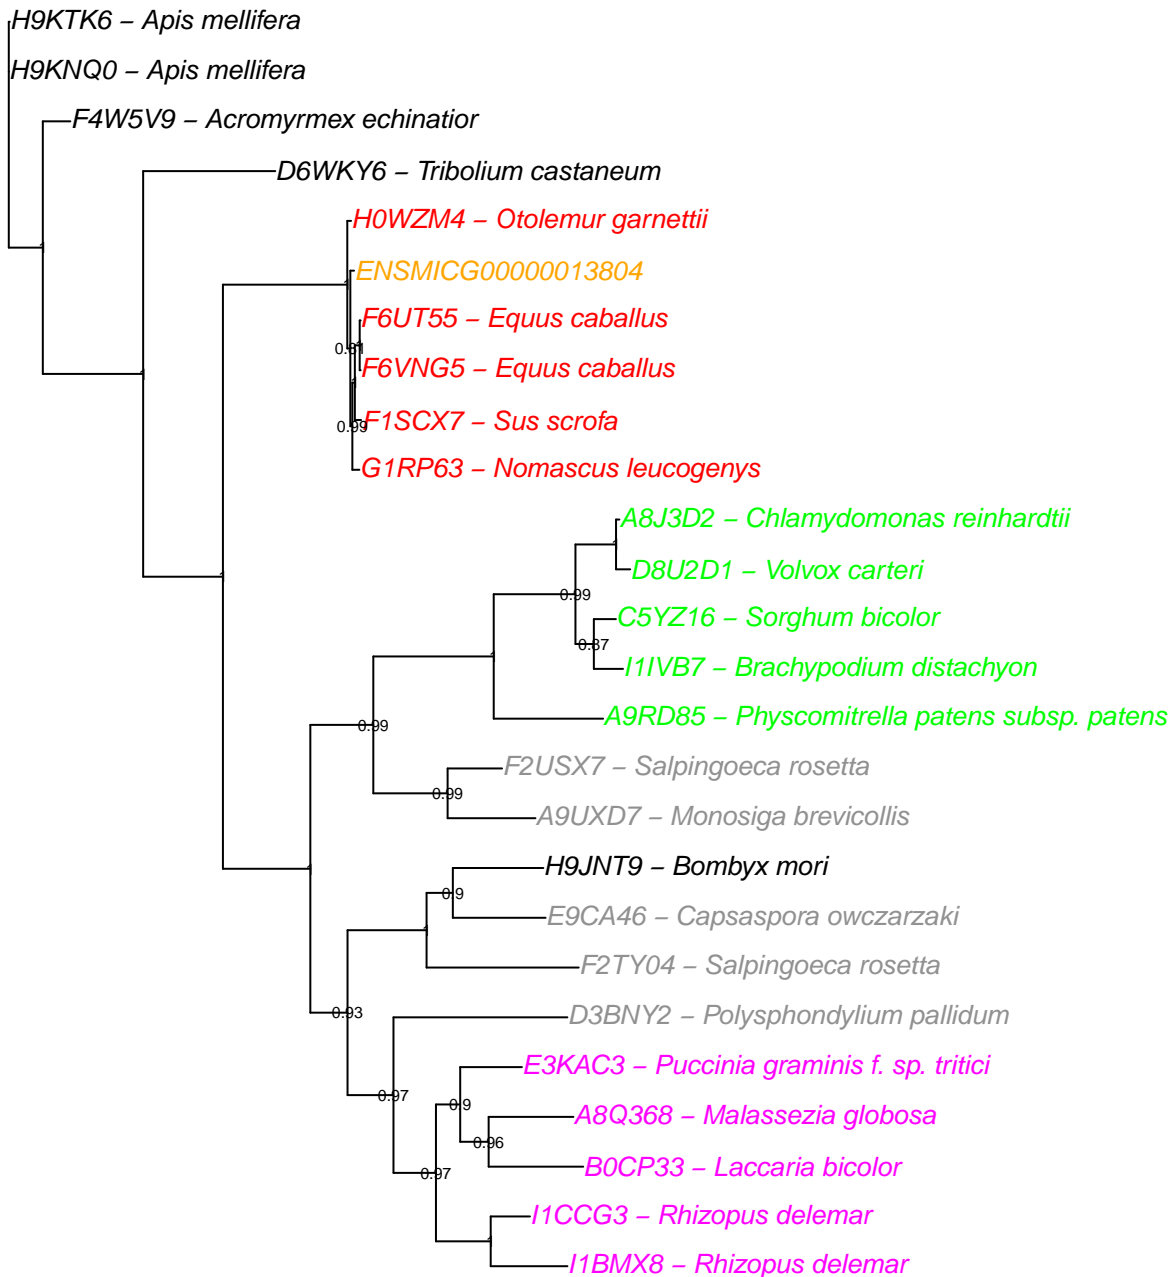 H9KTK6 – Apis mellifera
H9KNQ0 – Apis mellifera
F4W5V9 – Acromyrmex echinatior
D6WKY6 – Tribolium castaneum
H0WZM4 – Otolemur garnettii
ENSMICG00000013804
F6UT55 – Equus caballus
0.81
F6VNG5 – Equus caballus
F1SCX7 – Sus scrofa
0.99
G1RP63 – Nomascus leucogenys
A8J3D2 – Chlamydomonas reinhardtii
D8U2D1 – Volvox carteri
0.99
C5YZ16 – Sorghum bicolor
0.87
I1IVB7 – Brachypodium distachyon
A9RD85 – Physcomitrella patens subsp. patens
0.99
F2USX7 – Salpingoeca rosetta
0.99
A9UXD7 – Monosiga brevicollis
H9JNT9 – Bombyx mori
0.9
E9CA46 – Capsaspora owczarzaki
F2TY04 – Salpingoeca rosetta
0.93
D3BNY2 – Polysphondylium pallidum
E3KAC3 – Puccinia graminis f. sp. tritici
0.97
0.9
A8Q368 – Malassezia globosa
0.96
B0CP33 – Laccaria bicolor
0.97
I1CCG3 – Rhizopus delemar
I1BMX8 – Rhizopus delemar